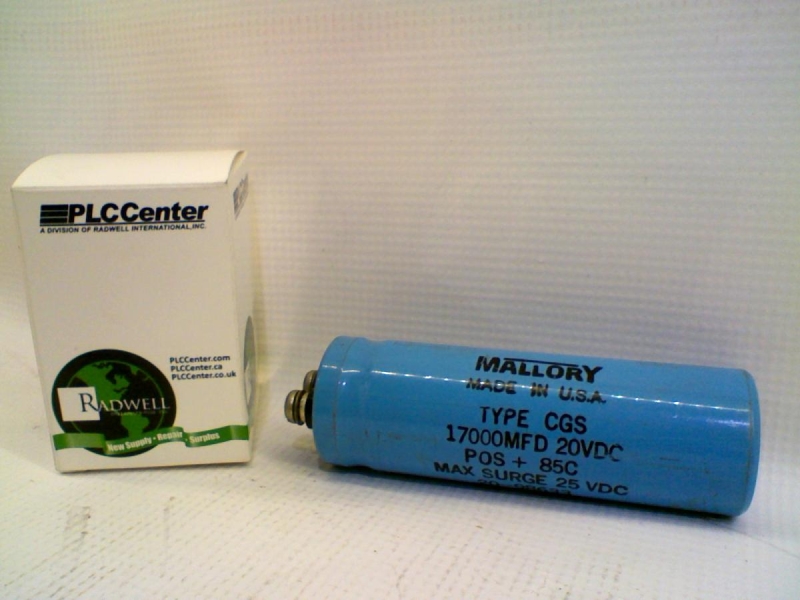 PLCCenter
A DIVISION OF RADWELL INTERNATIONAL, INC.
PLCCenter.com
PLCCenter.ca
PLCCenter.co.uk
RADWELL
New Supply • Repair • Surplus
MALLORY
MADE IN U.S.A.
TYPE CGS
17000MFD 20VDC
POS + 85C
MAX SURGE 25 VDC